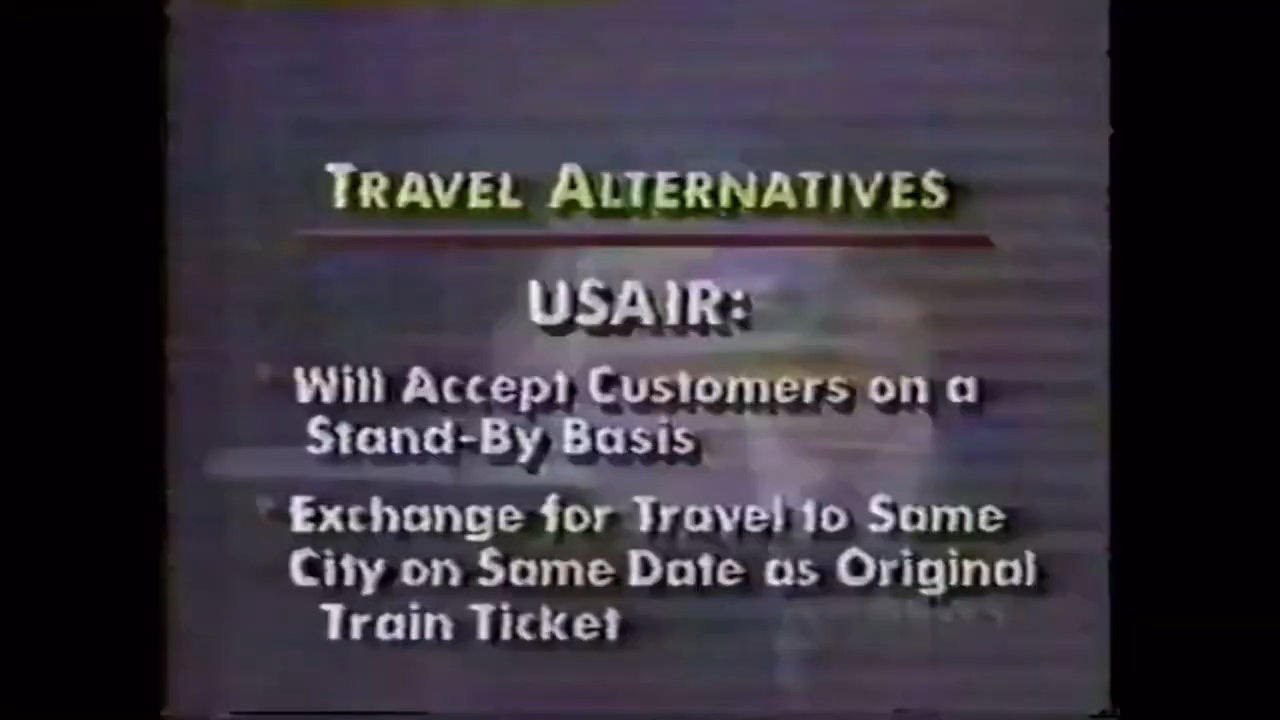 TRAVEL ALTERNATIVES
USAIR:
Will Accept Customers on a
Stand-By Basis
Exchange for Travel to Same
City on Same Date as Original
Train Ticket